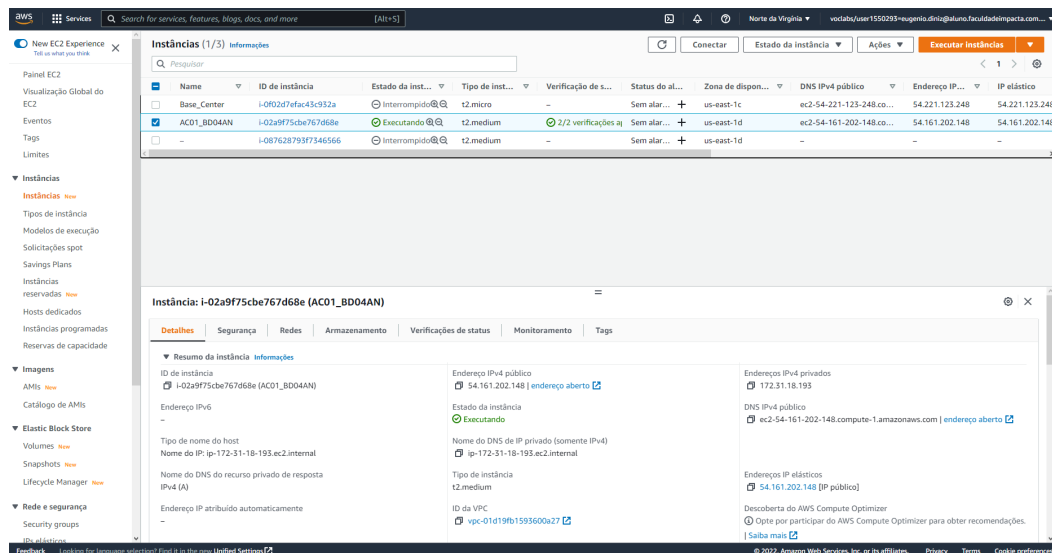 aws
Services
Search for services, features, blogs, docs, and more
[Alt+S]
Norte da Virgínia
voclabs/user1550293=eugenio.diniz@aluno.faculdadeimpacta.com...
New EC2 Experience
Tell us what you think
Painel EC2
Visualização Global do
EC2
Eventos
Tags
Limites
Instâncias
Instâncias New
Tipos de instância
Modelos de execução
Solicitações spot
Savings Plans
Instâncias
reservadas New
Hosts dedicados
Instâncias programadas
Reservas de capacidade
Imagens
AMIs New
Catálogo de AMIs
Elastic Block Store
Volumes New
Snapshots New
Lifecycle Manager New
Rede e segurança
Security groups
IPs elásticos
Instâncias (1/3) Informações
Conectar
Estado da instância
Ações
Executar instâncias
Pesquisar
1
Name ID de instância Estado da inst... Tipo de inst... Verificação de s... Status do al... Zona de dispon... DNS IPv4 público Endereço IP... IP elástico
Base_Center i-0f02d7efac43c932a Interrompido t2.micro – Sem alar... + us-east-1c ec2-54-221-123-248.co... 54.221.123.248 54.221.123.248
AC01_BD04AN i-02a9f75cbe767d68e Executando t2.medium 2/2 verificações a Sem alar... + us-east-1d ec2-54-161-202-148.co... 54.161.202.148 54.161.202.148
– i-087628793f7346566 Interrompido t2.medium – Sem alar... + us-east-1d – – –
Instância: i-02a9f75cbe767d68e (AC01_BD04AN)
Detalhes Segurança Redes Armazenamento Verificações de status Monitoramento Tags
Resumo da instância Informações
ID de instância
i-02a9f75cbe767d68e (AC01_BD04AN)
Endereço IPv4 público
54.161.202.148 | endereço aberto
Endereços IPv4 privados
172.31.18.193
Endereço IPv6
–
Estado da instância
Executando
DNS IPv4 público
ec2-54-161-202-148.compute-1.amazonaws.com | endereço aberto
Tipo de nome do host
Nome do IP: ip-172-31-18-193.ec2.internal
Nome do DNS de IP privado (somente IPv4)
ip-172-31-18-193.ec2.internal
Nome do DNS do recurso privado de resposta
IPv4 (A)
Tipo de instância
t2.medium
Endereços IP elásticos
54.161.202.148 [IP público]
Endereço IP atribuído automaticamente
–
ID da VPC
vpc-01d19fb1593600a27
Descoberta do AWS Compute Optimizer
Opte por participar do AWS Compute Optimizer para obter recomendações.
| Saiba mais
Feedback
Looking for language selection? Find it in the new Unified Settings
© 2022, Amazon Web Services, Inc. or its affiliates.
Privacy
Terms
Cookie preferences